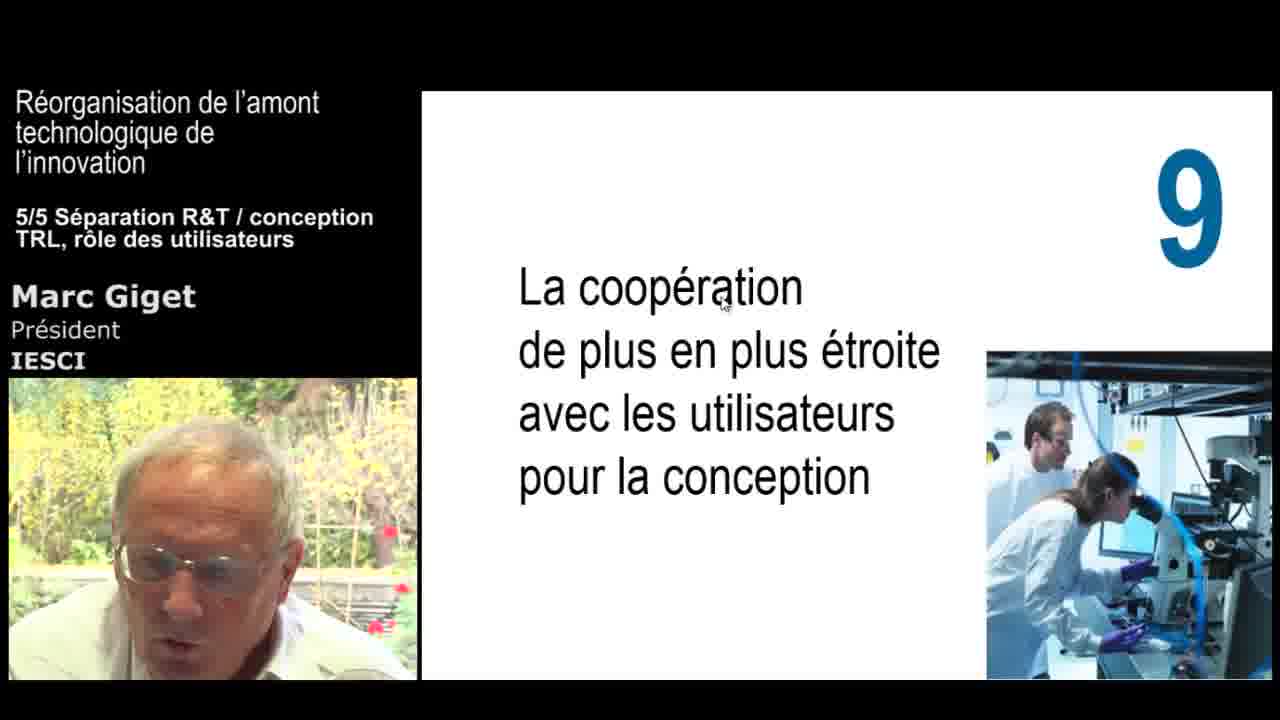 Réorganisation de l'amont
technologique de
l'innovation
5/5 Séparation R&T / conception
TRL, rôle des utilisateurs
Marc Giget
Président
IESCI
9
La coopération
de plus en plus étroite
avec les utilisateurs
pour la conception